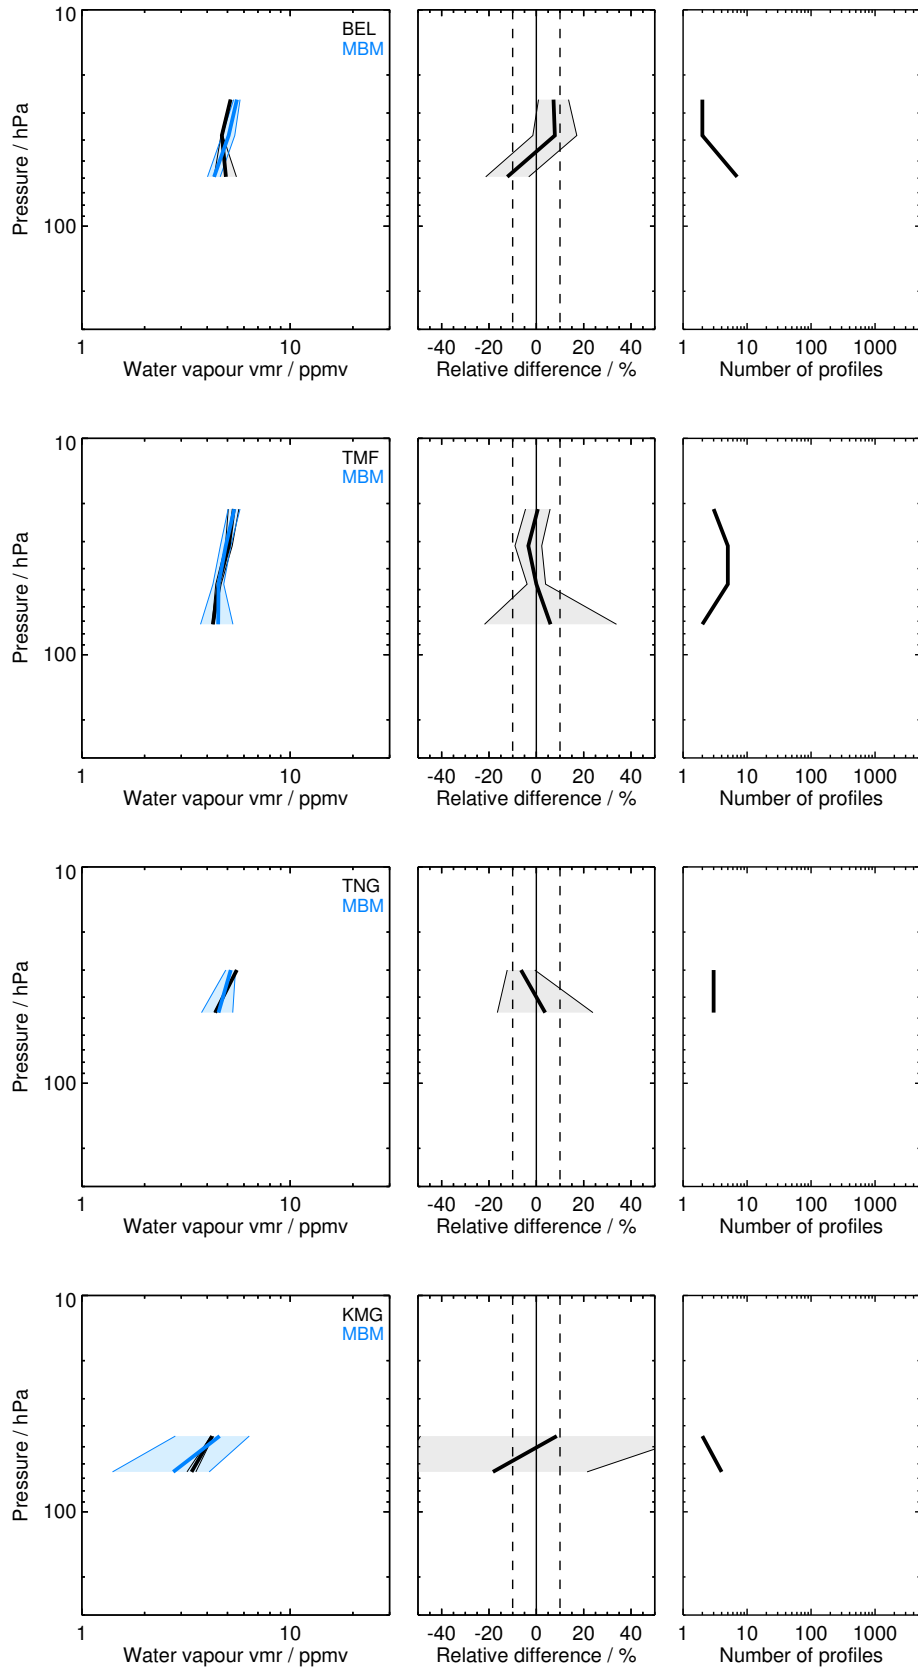 BEL
MBM
10
100
Pressure / hPa
1 10
Water vapour vmr / ppmv
-40 -20 0 20 40
Relative difference / %
1 10 100 1000
Number of profiles
TMF
MBM
10
100
Pressure / hPa
1 10
Water vapour vmr / ppmv
-40 -20 0 20 40
Relative difference / %
1 10 100 1000
Number of profiles
TNG
MBM
10
100
Pressure / hPa
1 10
Water vapour vmr / ppmv
-40 -20 0 20 40
Relative difference / %
1 10 100 1000
Number of profiles
KMG
MBM
10
100
Pressure / hPa
1 10
Water vapour vmr / ppmv
-40 -20 0 20 40
Relative difference / %
1 10 100 1000
Number of profiles